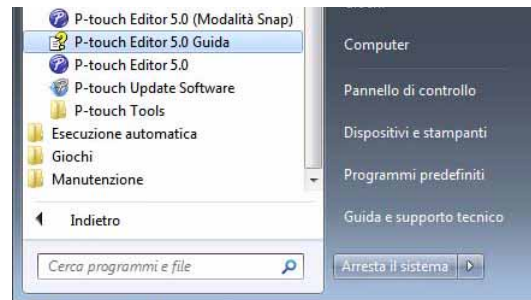 P-touch Editor 5.0 (Modalità Snap)
P-touch Editor 5.0 Guida
P-touch Editor 5.0
P-touch Update Software
P-touch Tools
Esecuzione automatica
Giochi
Manutenzione
Indietro
Cerca programmi e file
Computer
Pannello di controllo
Dispositivi e stampanti
Programmi predefiniti
Guida e supporto tecnico
Arresta il sistema